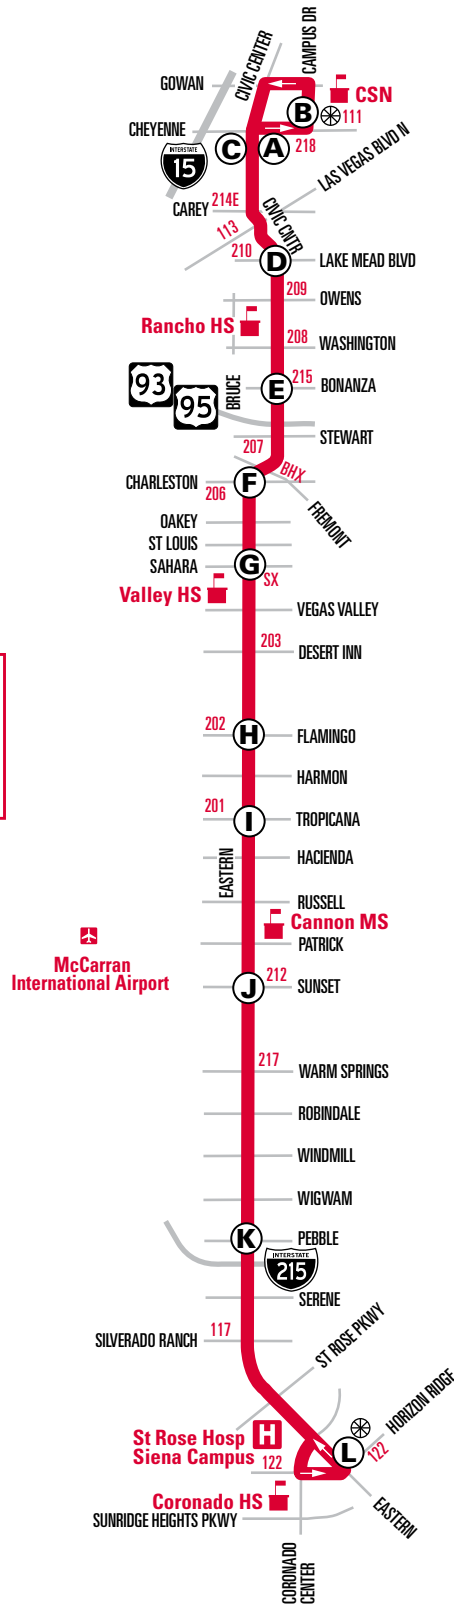 CIVIC CENTER
CAMPUS DR
GOWAN
CSN
B
111
CHEYENNE
C
A
218
INTERSTATE
15
LAS VEGAS BLVD N
CAREY
214E
CIVIC CNTR
113
210
D
LAKE MEAD BLVD
209
OWENS
Rancho HS
208
WASHINGTON
93
95
BRUCE
E
215
BONANZA
207
STEWART
BHX
CHARLESTON
F
206
FREMONT
OAKEY
ST LOUIS
SAHARA
G
SX
Valley HS
VEGAS VALLEY
203
DESERT INN
202
H
FLAMINGO
HARMON
201
I
TROPICANA
EASTERN
HACIENDA
RUSSELL
Cannon MS
PATRICK
McCarran
International Airport
J
212
SUNSET
217
WARM SPRINGS
ROBINDALE
WINDMILL
WIGWAM
K
PEBBLE
INTERSTATE
215
SERENE
SILVERADO RANCH
117
ST ROSE PKWY
HORIZON RIDGE
St Rose Hosp
Siena Campus
H
L
122
122
Coronado HS
EASTERN
SUNRIDGE HEIGHTS PKWY
CORONADO
CENTER